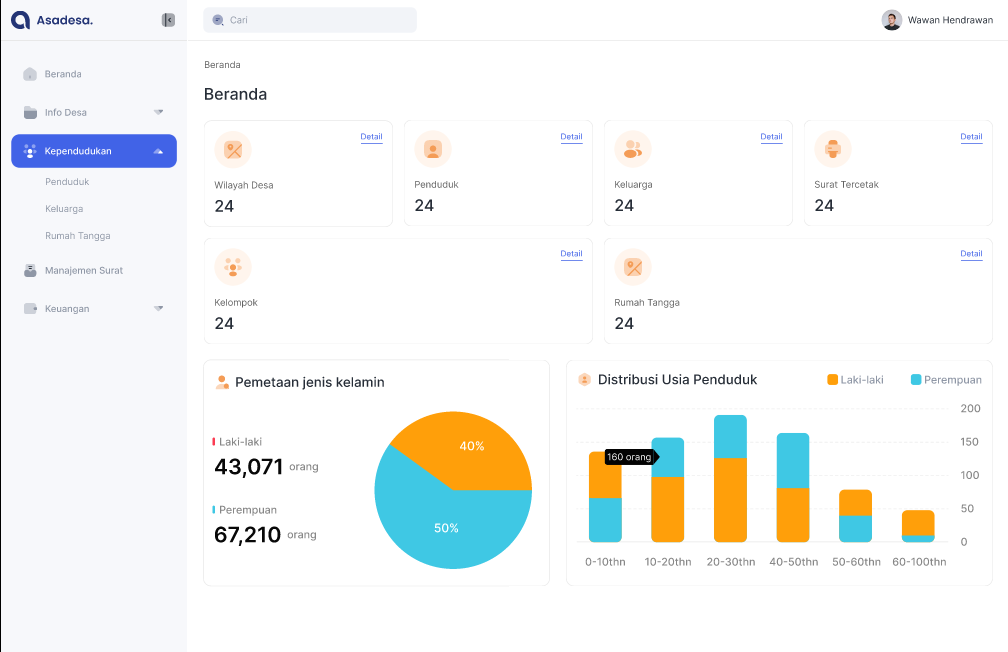 Asadesa.
Cari
Wawan Hendrawan
Beranda
Info Desa
Kependudukan
Penduduk
Keluarga
Rumah Tangga
Manajemen Surat
Keuangan
Beranda
Beranda
Detail
Wilayah Desa
24
Detail
Penduduk
24
Detail
Keluarga
24
Detail
Surat Tercetak
24
Detail
Kelompok
24
Detail
Rumah Tangga
24
Pemetaan jenis kelamin
Laki-laki
43,071 orang
Perempuan
67,210 orang
40%
50%
Distribusi Usia Penduduk
Laki-laki
Perempuan
200
150
100
50
0
160 orang
0-10thn
10-20thn
20-30thn
40-50thn
50-60thn
60-100thn